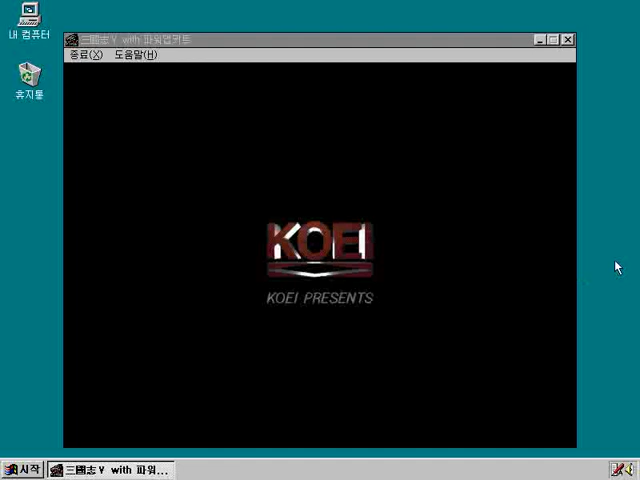 내 컴퓨터
휴지통
三國志Ⅴ with 파워업키트
종료(X) 도움말(H)
KOEI
KOEI PRESENTS
시작
三國志Ⅴ with 파워...